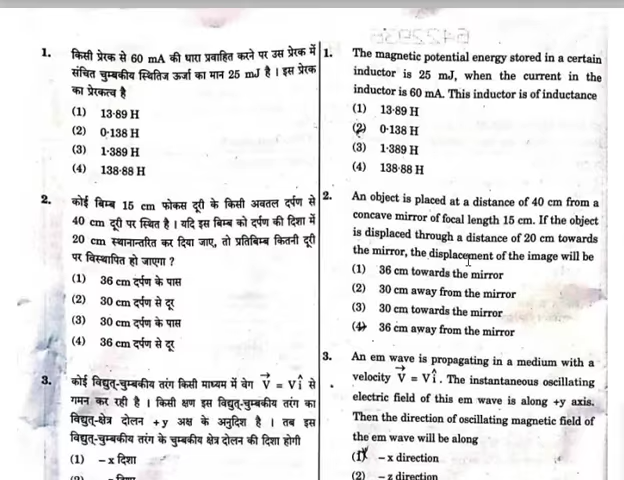 1. किसी प्रेरक से 60 mA की धारा प्रवाहित करने पर उस प्रेरक में
संचित चुम्बकीय स्थितिज ऊर्जा का मान 25 mJ है । इस प्रेरक
का प्रेरकत्व है
(1) 13·89 H
(2) 0·138 H
(3) 1·389 H
(4) 138·88 H
2. कोई बिम्ब 15 cm फोकस दूरी के किसी अवतल दर्पण से
40 cm दूरी पर स्थित है । यदि इस बिम्ब को दर्पण की दिशा में
20 cm स्थानान्तरित कर दिया जाए, तो प्रतिबिम्ब कितनी दूरी
पर विस्थापित हो जाएगा ?
(1) 36 cm दर्पण के पास
(2) 30 cm दर्पण से दूर
(3) 30 cm दर्पण के पास
(4) 36 cm दर्पण से दूर
3. कोई विद्युत्-चुम्बकीय तरंग किसी माध्यम में वेग V⃗ = Vî से
गमन कर रही है । किसी क्षण इस विद्युत्-चुम्बकीय तरंग का
विद्युत्-क्षेत्र दोलन +y अक्ष के अनुदिश है । तब इस
विद्युत्-चुम्बकीय तरंग के चुम्बकीय क्षेत्र दोलन की दिशा होगी
(1) – x दिशा
1. The magnetic potential energy stored in a certain
inductor is 25 mJ, when the current in the
inductor is 60 mA. This inductor is of inductance
(1) 13·89 H
(2) 0·138 H
(3) 1·389 H
(4) 138·88 H
2. An object is placed at a distance of 40 cm from a
concave mirror of focal length 15 cm. If the object
is displaced through a distance of 20 cm towards
the mirror, the displacement of the image will be
(1) 36 cm towards the mirror
(2) 30 cm away from the mirror
(3) 30 cm towards the mirror
(4) 36 cm away from the mirror
3. An em wave is propagating in a medium with a
velocity V⃗ = Vî . The instantaneous oscillating
electric field of this em wave is along +y axis.
Then the direction of oscillating magnetic field of
the em wave will be along
(1) – x direction
(2) – z direction